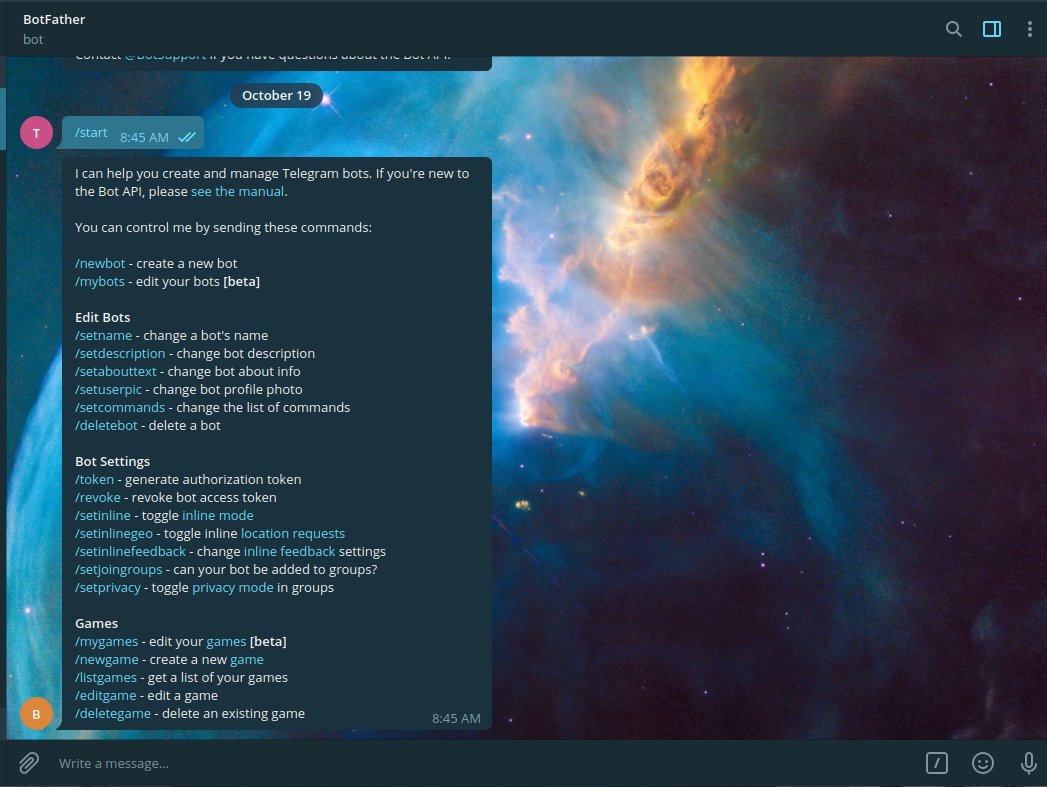 BotFather
bot
Contact @BotSupport if you have questions about the Bot API.
October 19
T
/start 8:45 AM
I can help you create and manage Telegram bots. If you're new to
the Bot API, please see the manual.
You can control me by sending these commands:
/newbot - create a new bot
/mybots - edit your bots [beta]
Edit Bots
/setname - change a bot's name
/setdescription - change bot description
/setabouttext - change bot about info
/setuserpic - change bot profile photo
/setcommands - change the list of commands
/deletebot - delete a bot
Bot Settings
/token - generate authorization token
/revoke - revoke bot access token
/setinline - toggle inline mode
/setinlinegeo - toggle inline location requests
/setinlinefeedback - change inline feedback settings
/setjoingroups - can your bot be added to groups?
/setprivacy - toggle privacy mode in groups
Games
/mygames - edit your games [beta]
/newgame - create a new game
/listgames - get a list of your games
/editgame - edit a game
/deletegame - delete an existing game
B
8:45 AM
Write a message...
/